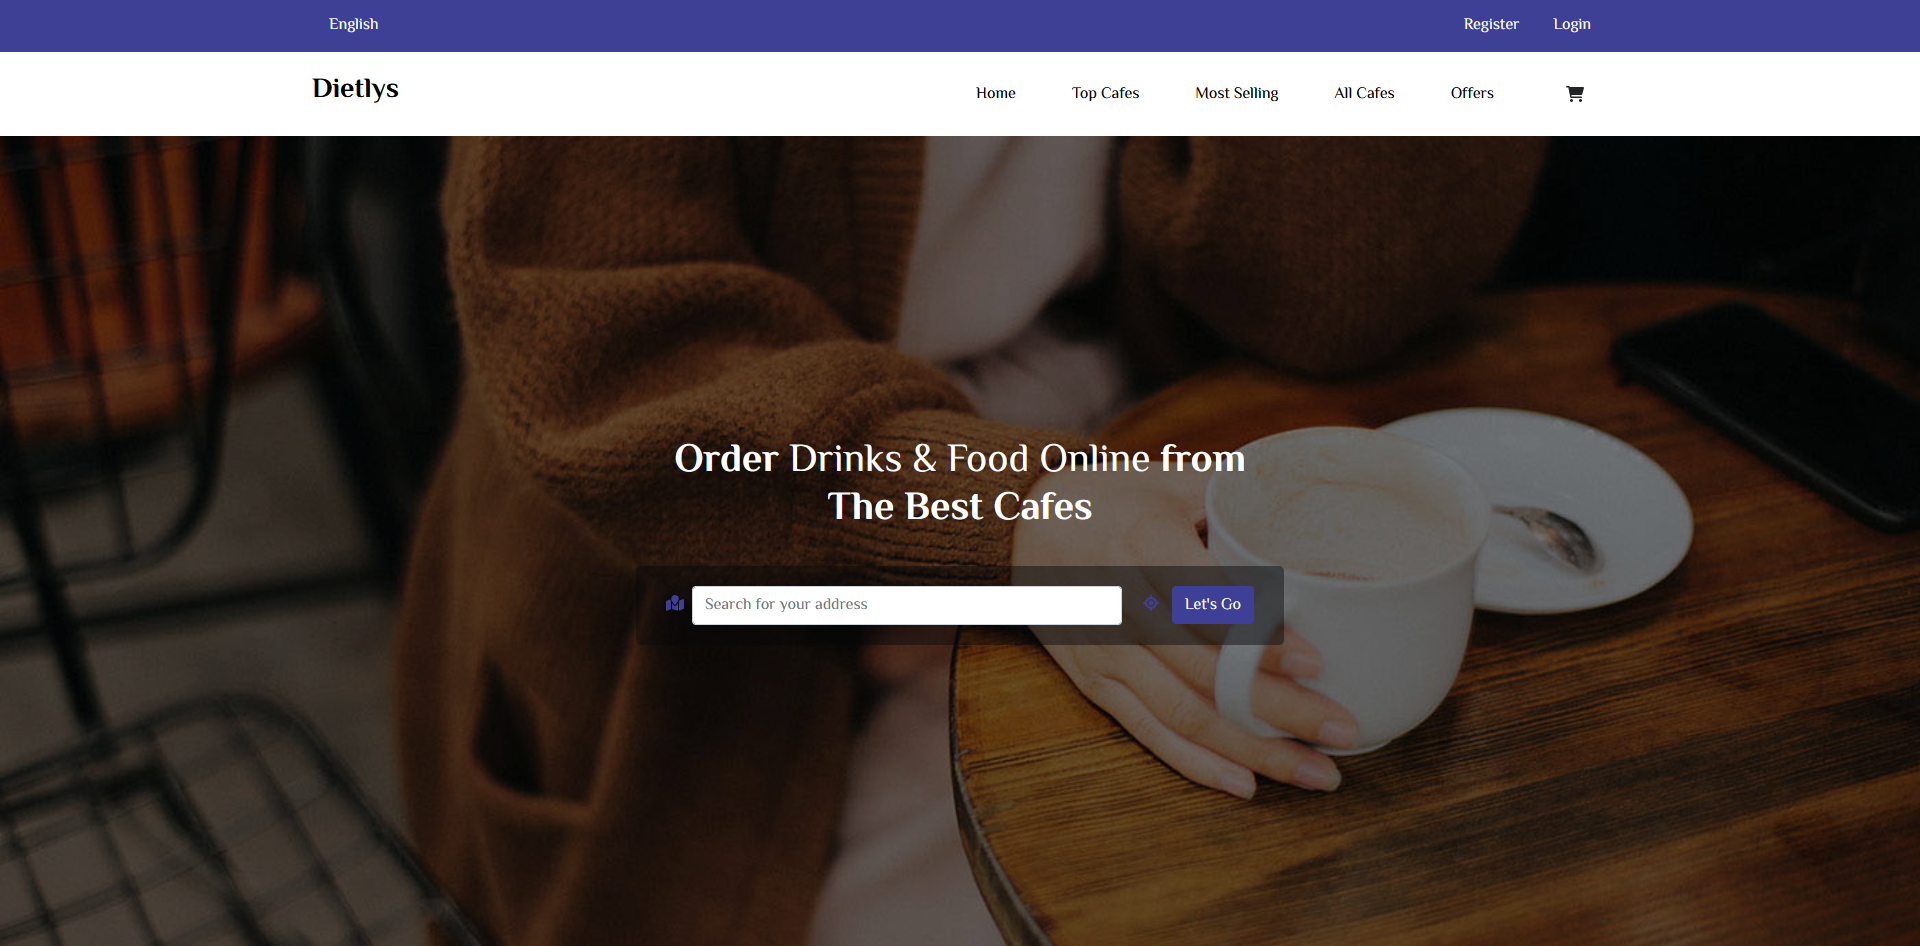 English
Register
Login
Dietlys
Home
Top Cafes
Most Selling
All Cafes
Offers
Order Drinks & Food Online from
The Best Cafes
Search for your address
Let's Go